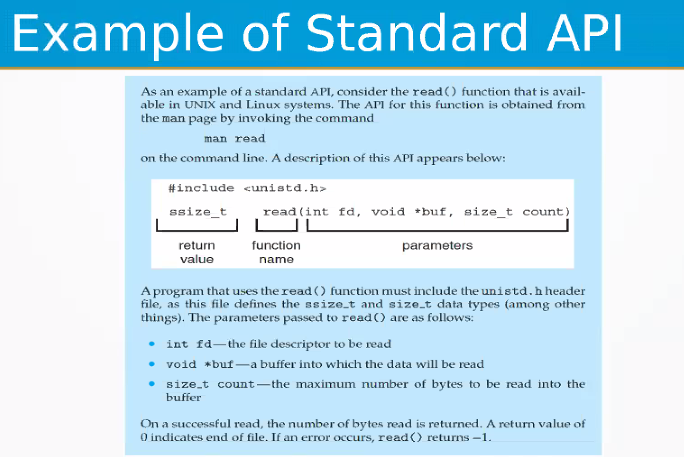 Example of Standard API
As an example of a standard API, consider the read() function that is avail-
able in UNIX and Linux systems. The API for this function is obtained from
the man page by invoking the command
man read
on the command line. A description of this API appears below:
#include <unistd.h>
ssize_t read(int fd, void *buf, size_t count)
return function parameters
value name
A program that uses the read() function must include the unistd.h header
file, as this file defines the ssize_t and size_t data types (among other
things). The parameters passed to read() are as follows:
• int fd—the file descriptor to be read
• void *buf—a buffer into which the data will be read
• size_t count—the maximum number of bytes to be read into the
buffer
On a successful read, the number of bytes read is returned. A return value of
0 indicates end of file. If an error occurs, read() returns −1.